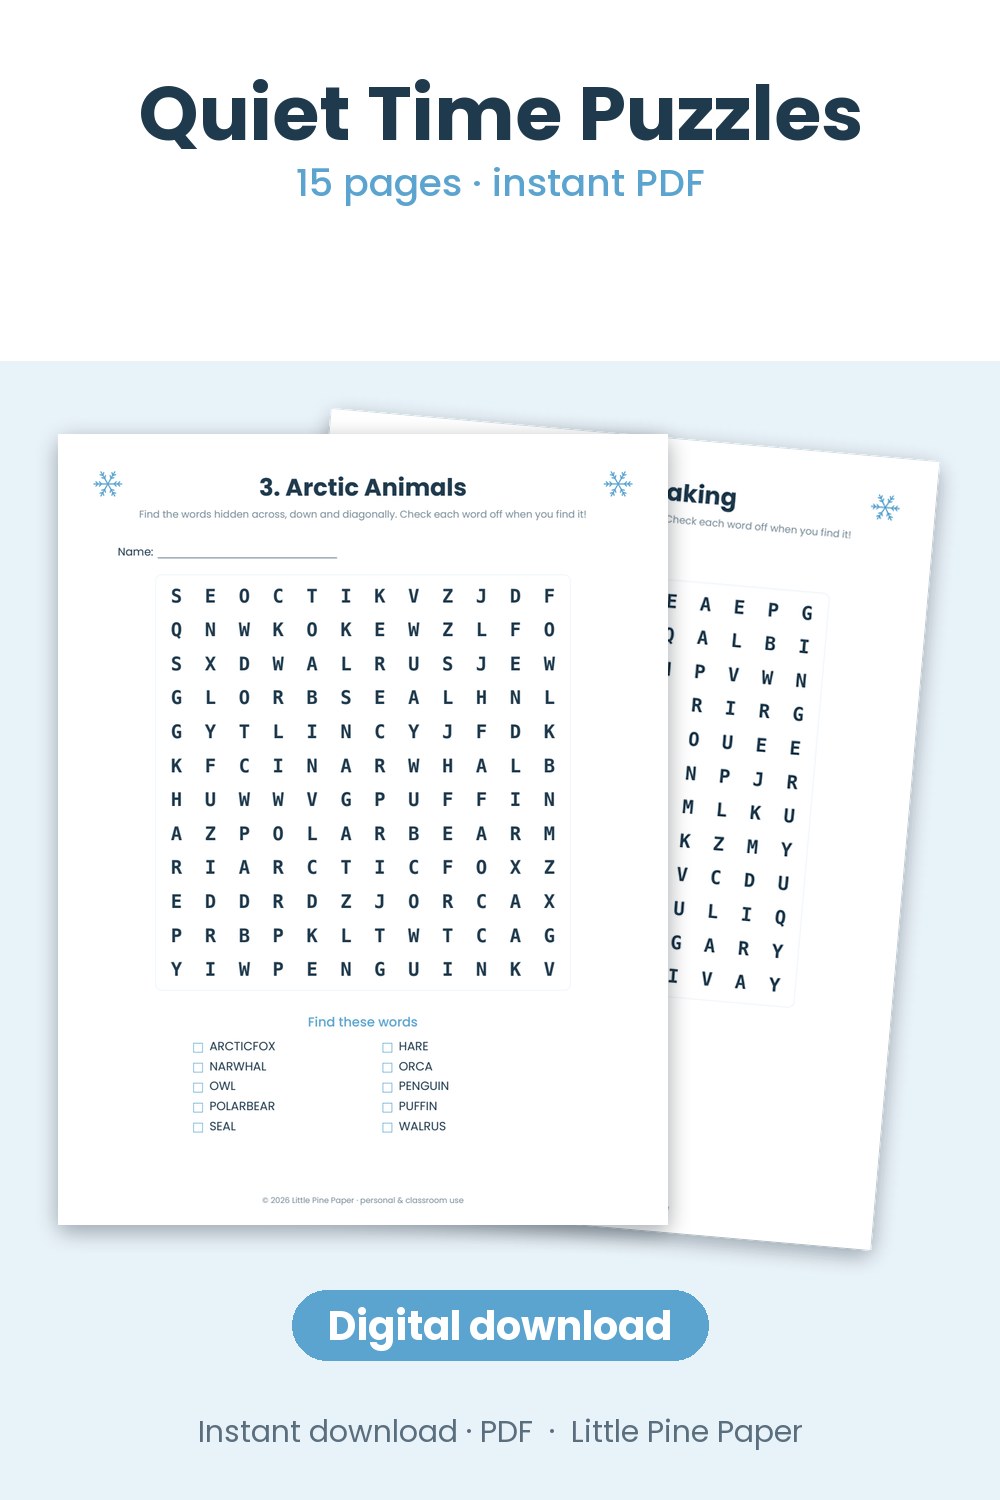 Quiet Time Puzzles
15 pages · instant PDF
3. Arctic Animals
Find the words hidden across, down and diagonally. Check each word off when you find it!
Name:
S E O C T I K V Z J D F
Q N W K O K E W Z L F O
S X D W A L R U S J E W
G L O R B S E A L H N L
G Y T L I N C Y J F D K
K F C I N A R W H A L B
H U W W V G P U F F I N
A Z P O L A R B E A R M
R I A R C T I C F O X Z
E D D R D Z J O R C A X
P R B P K L T W T C A G
Y I W P E N G U I N K V
Find these words
ARCTICFOX
NARWHAL
OWL
POLARBEAR
SEAL
HARE
ORCA
PENGUIN
PUFFIN
WALRUS
© 2026 Little Pine Paper · personal & classroom use
aking
Check each word off when you find it!
E A E P G
Q A L B I
P V W N
R I R G
O U E E
N P J R
M L K U
K Z M Y
V C D U
U L I Q
G A R Y
I V A Y
Digital download
Instant download · PDF · Little Pine Paper